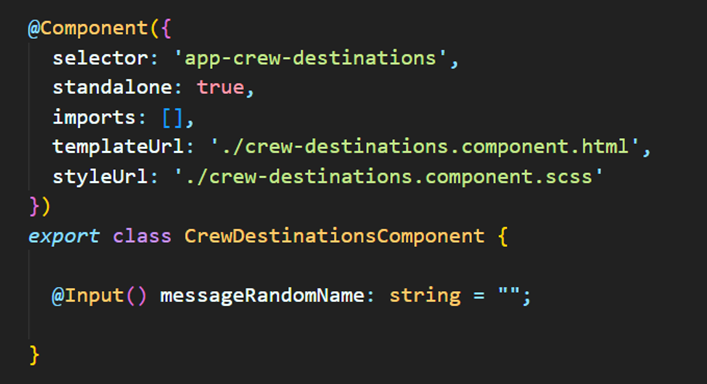 @Component({
  selector: 'app-crew-destinations',
  standalone: true,
  imports: [],
  templateUrl: './crew-destinations.component.html',
  styleUrl: './crew-destinations.component.scss'
})
export class CrewDestinationsComponent {
  @Input() messageRandomName: string = "";
}